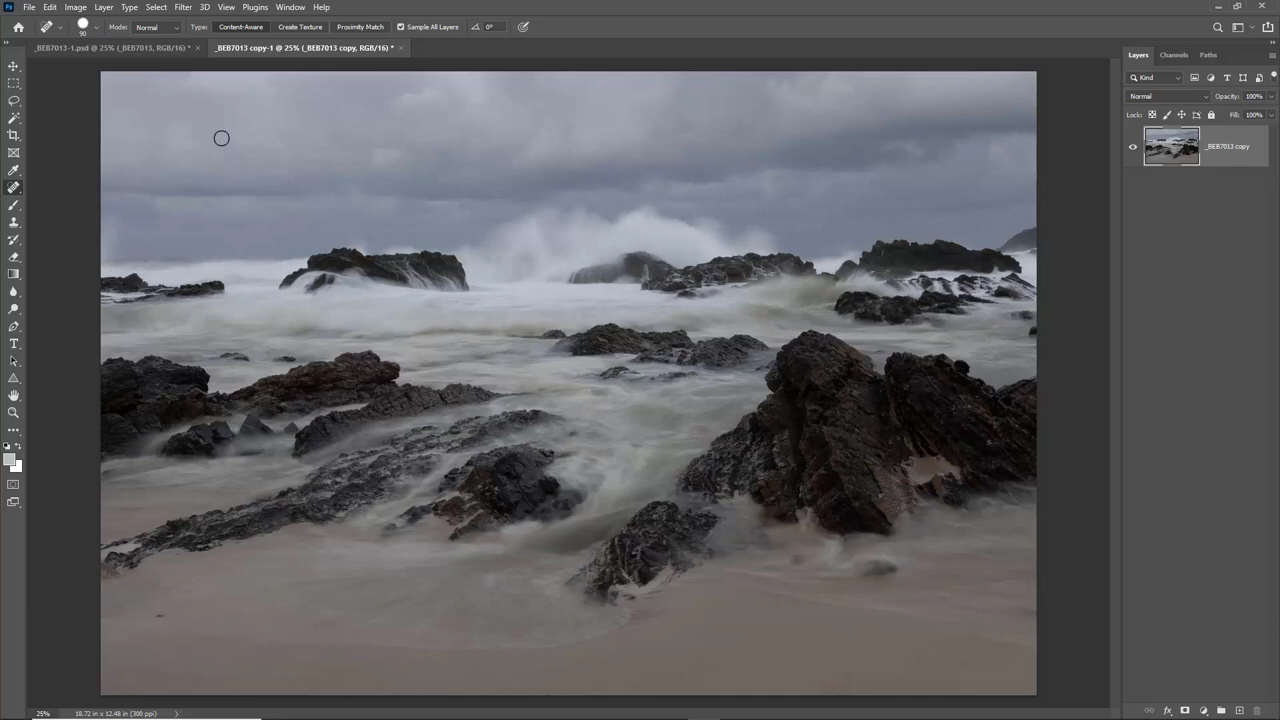 Ps File Edit Image Layer Type Select Filter 3D View Plugins Window Help
90 Mode: Normal Type: Content-Aware Create Texture Proximity Match Sample All Layers 0°
_BEB7013-1.psd @ 25% (_BEB7013, RGB/16) * × _BEB7013 copy-1 @ 25% (_BEB7013 copy, RGB/16) * ×
Layers Channels Paths
Kind
Normal Opacity: 100%
Lock: Fill: 100%
_BEB7013 copy
25% 18.72 in x 12.48 in (300 ppi)